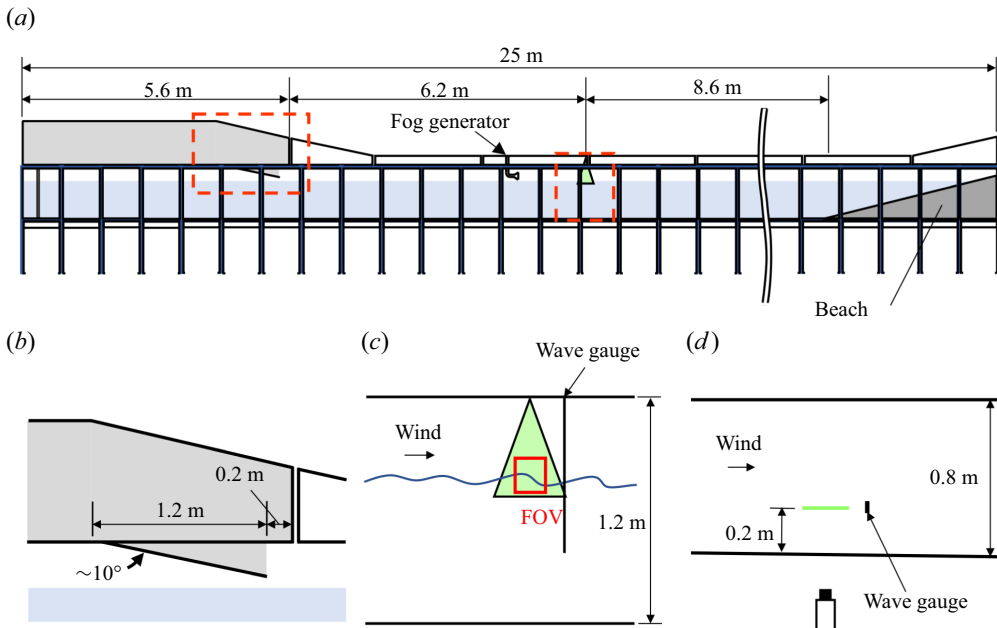 (a)
25 m
5.6 m
6.2 m
8.6 m
Fog generator
Beach
(b)
0.2 m
1.2 m
~10°
(c)
Wave gauge
Wind
FOV
1.2 m
(d)
Wind
0.8 m
0.2 m
Wave gauge